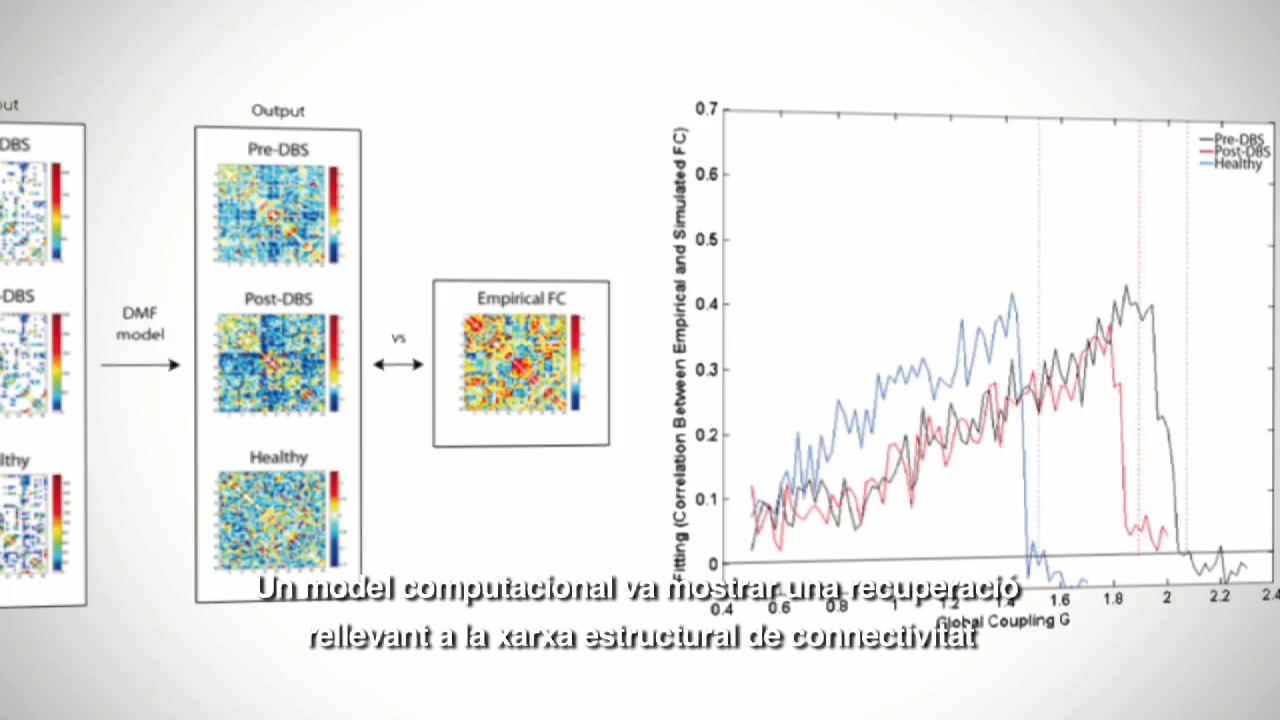 out
Output
DBS
Pre-DBS
-DBS
Post-DBS
Empirical FC
DMF
model
vs
lthy
Healthy
Fitting (Correlation Between Empirical and Simulated FC)
0.7
0.6
0.5
0.4
0.3
0.2
0.1
0
Pre-DBS
Post-DBS
Healthy
0.4 0.6 0.8 1 1.2 1.4 1.6 1.8 2 2.2 2.4
Global Coupling G
Un model computacional va mostrar una recuperació
rellevant a la xarxa estructural de connectivitat